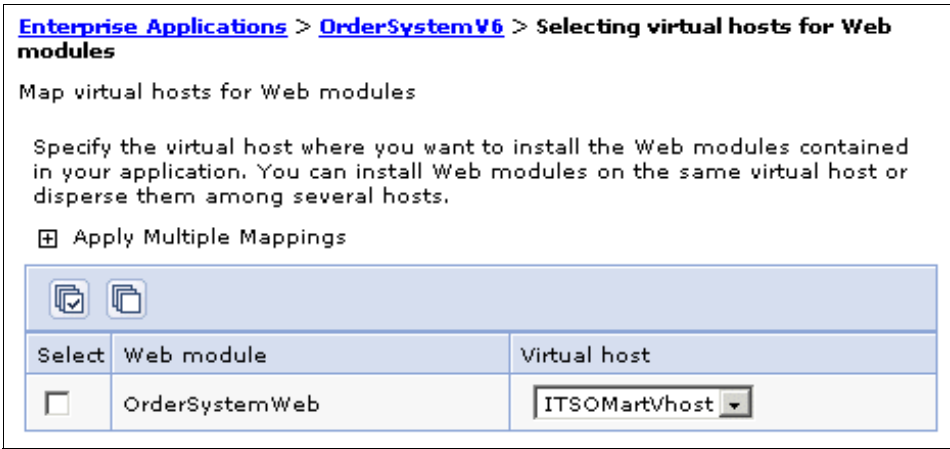 Enterprise Applications > OrderSystemV6 > Selecting virtual hosts for Web
modules
Map virtual hosts for Web modules
Specify the virtual host where you want to install the Web modules contained
in your application. You can install Web modules on the same virtual host or
disperse them among several hosts.
Apply Multiple Mappings
Select Web module Virtual host
OrderSystemWeb ITSOMartVhost